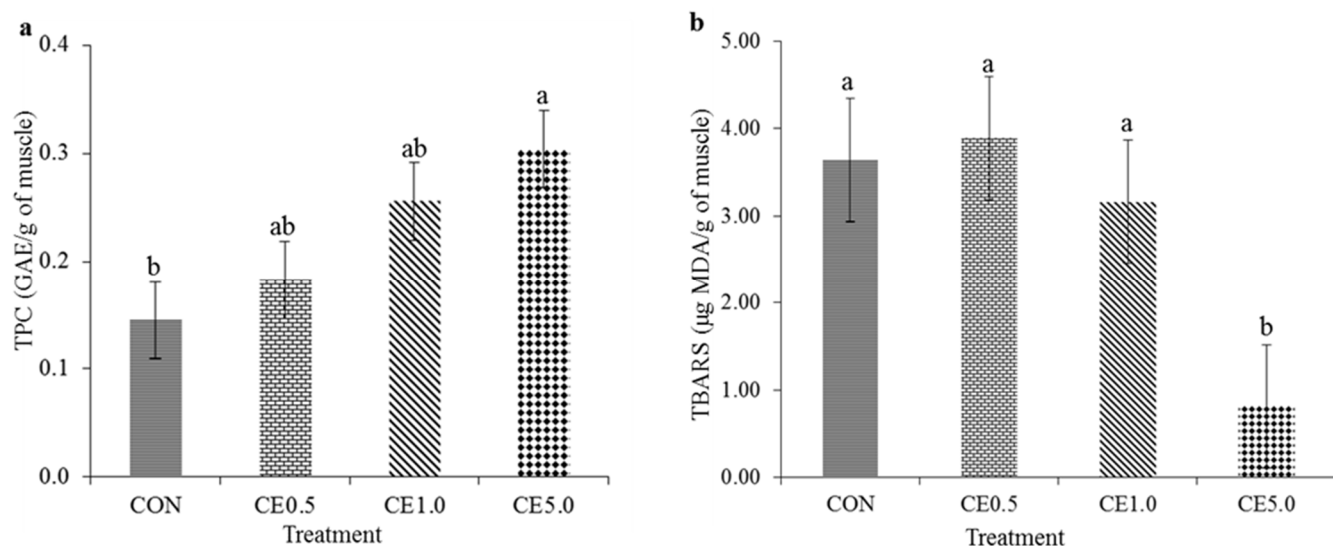 a
0.4
0.3
0.2
0.1
0.0
TPC (GAE/g of muscle)
b
ab
ab
a
CON CE0.5 CE1.0 CE5.0
Treatment
b
5.00
4.00
3.00
2.00
1.00
0.00
TBARS (µg MDA/g of muscle)
a
a
a
b
CON CE0.5 CE1.0 CE5.0
Treatment